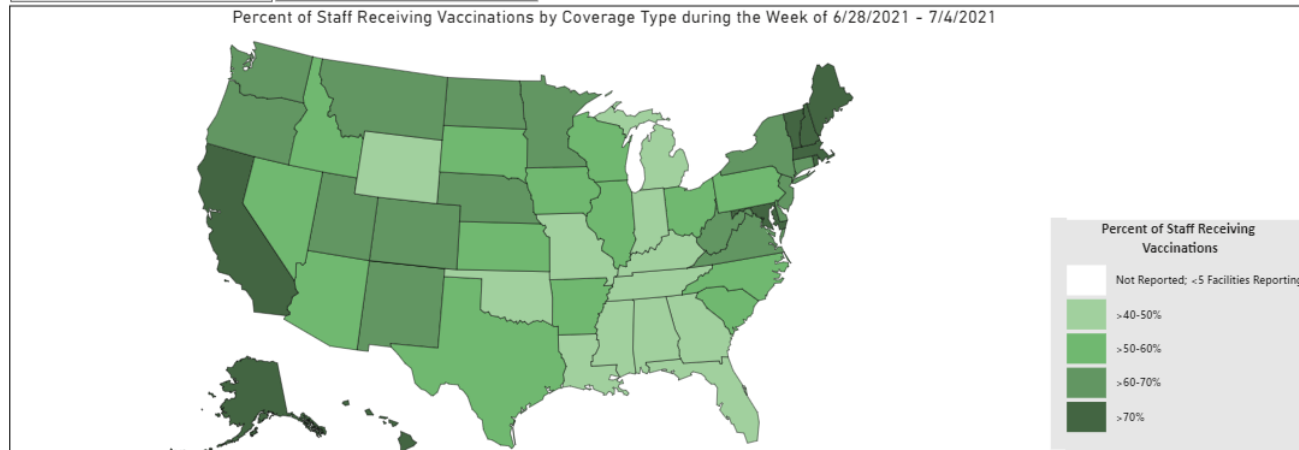 Percent of Staff Receiving Vaccinations by Coverage Type during the Week of 6/28/2021 - 7/4/2021
Percent of Staff Receiving
Vaccinations
Not Reported; <5 Facilities Reporting
>40-50%
>50-60%
>60-70%
>70%